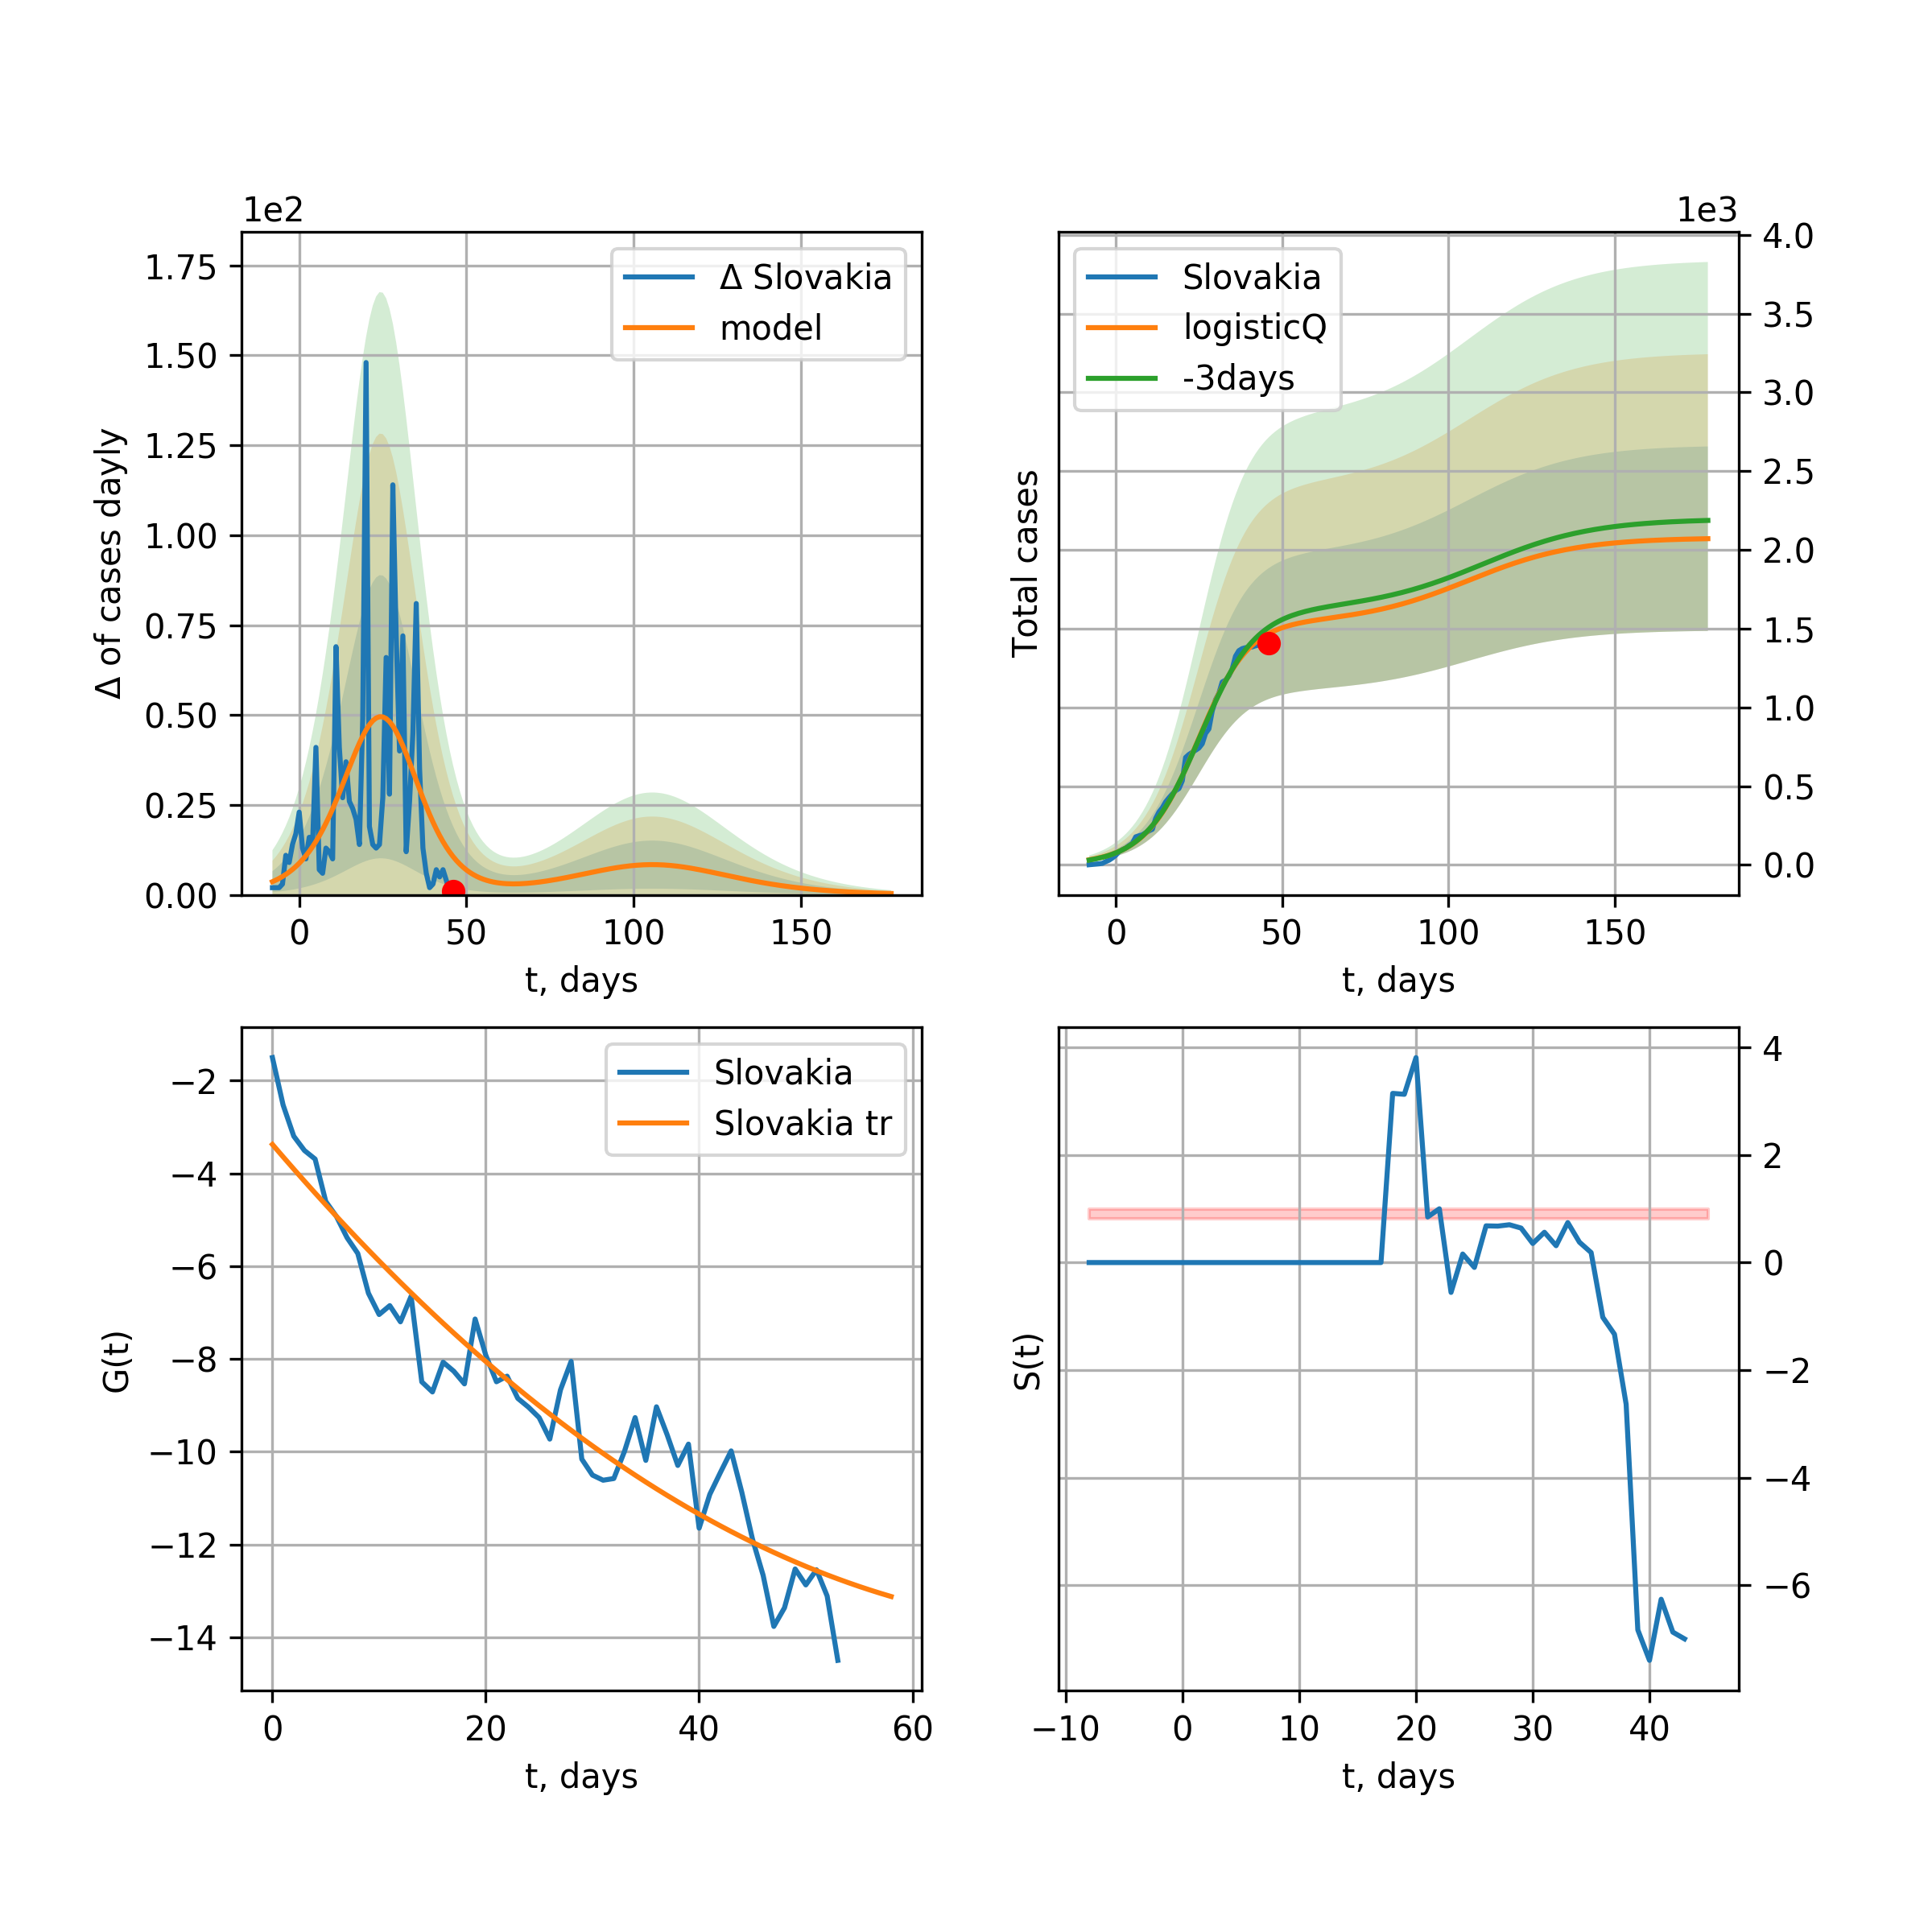 1e2
1.75
1.50
1.25
1.00
0.75
0.50
0.25
0.00
Δ of cases dayly
Δ Slovakia
model
0 50 100 150
t, days
1e3
4.0
3.5
3.0
2.5
2.0
1.5
1.0
0.5
0.0
Total cases
Slovakia
logisticQ
-3days
0 50 100 150
t, days
−2
−4
−6
−8
−10
−12
−14
G(t)
Slovakia
Slovakia tr
0 20 40 60
t, days
4
2
0
−2
−4
−6
S(t)
−10 0 10 20 30 40
t, days